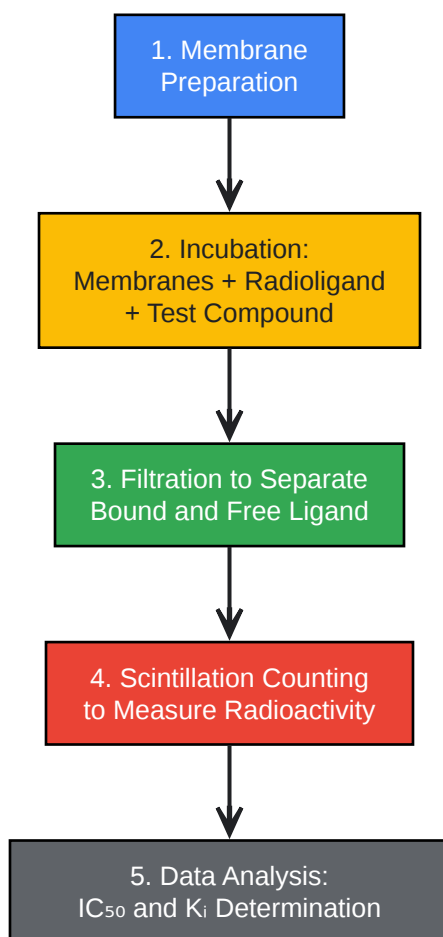 1. Membrane
Preparation
2. Incubation:
Membranes + Radioligand
+ Test Compound
3. Filtration to Separate
Bound and Free Ligand
4. Scintillation Counting
to Measure Radioactivity
5. Data Analysis:
IC₅₀ and Kᵢ Determination